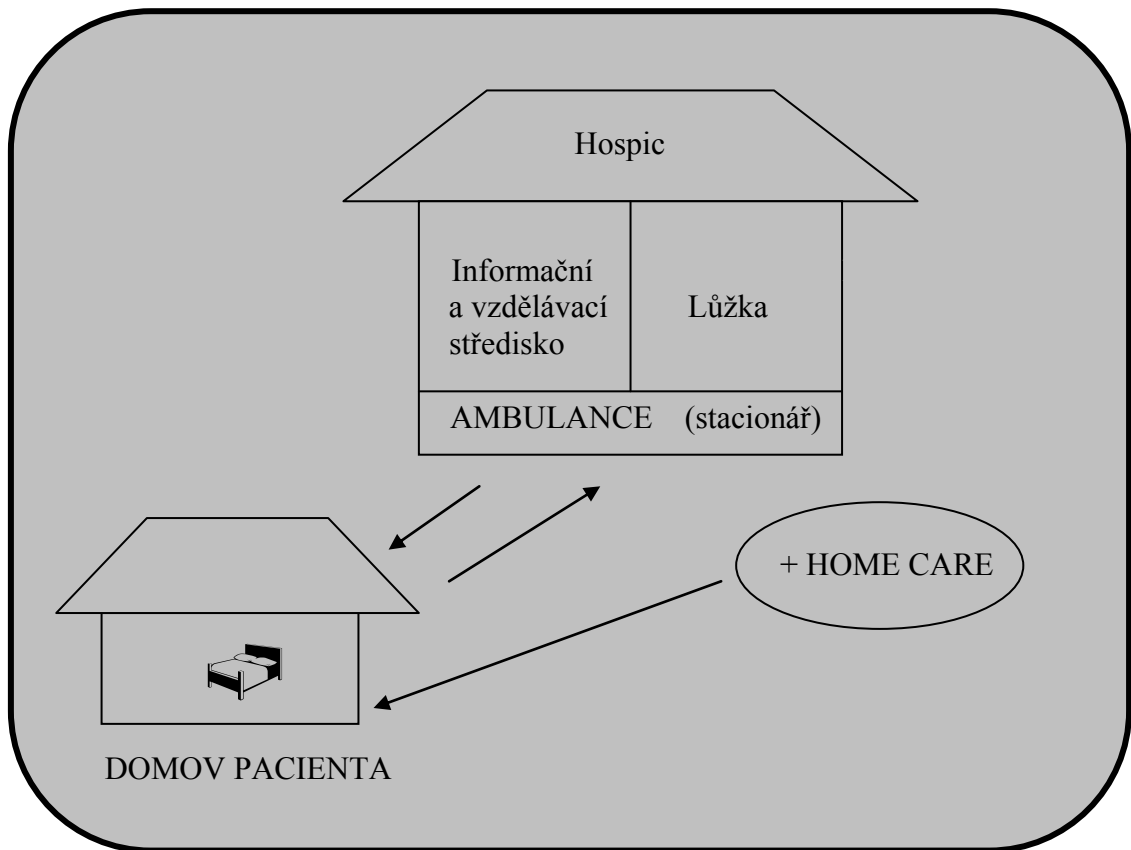 Hospic
Informační
a vzdělávací
středisko
Lůžka
AMBULANCE (stacionář)
+ HOME CARE
DOMOV PACIENTA